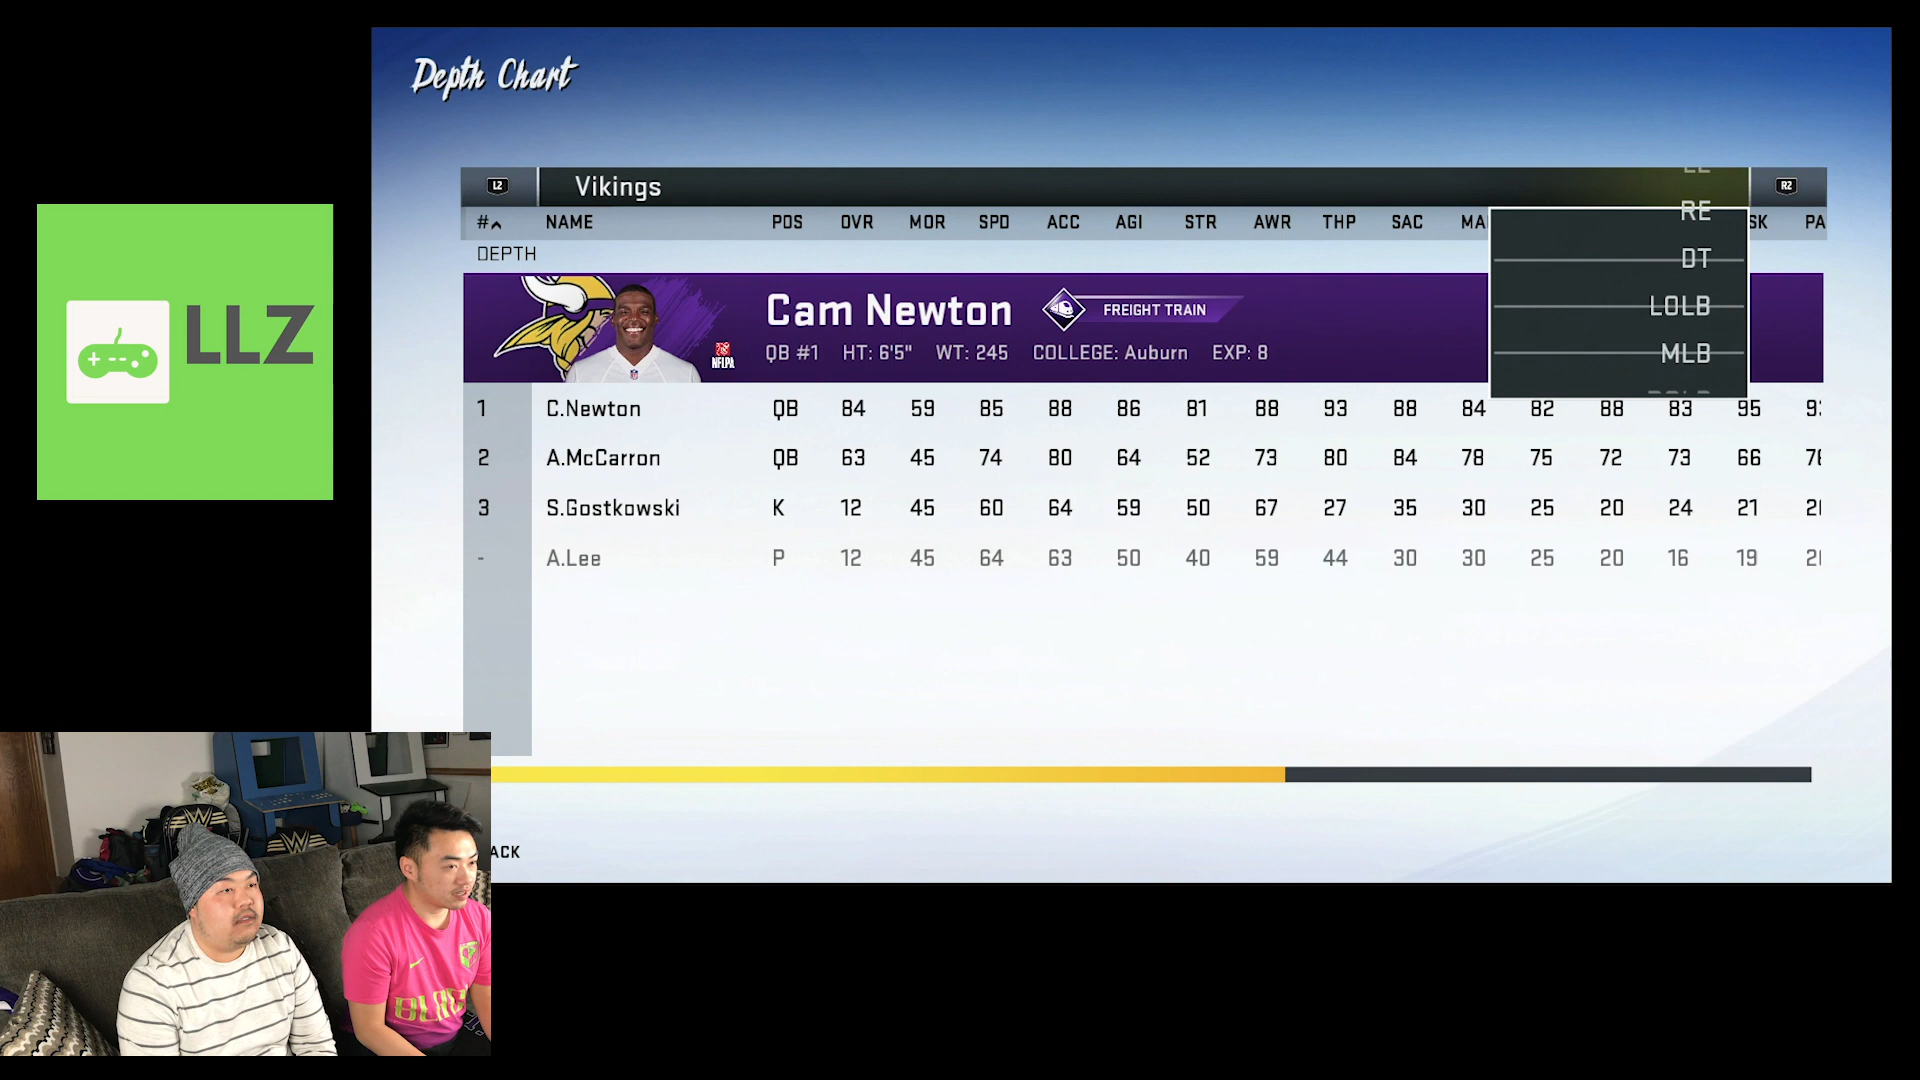 Depth Chart
L2 Vikings R2
#^ NAME POS OVR MOR SPD ACC AGI STR AWR THP SAC MA SK PA
DEPTH
RE
DT
LOLB
MLB
Cam Newton FREIGHT TRAIN
NFLPA
QB #1 HT: 6'5" WT: 245 COLLEGE: Auburn EXP: 8
1 C.Newton QB 84 59 85 88 86 81 88 93 88 84 82 88 83 95
2 A.McCarron QB 63 45 74 80 64 52 73 80 84 78 75 72 73 66
3 S.Gostkowski K 12 45 60 64 59 50 67 27 35 30 25 20 24 21
- A.Lee P 12 45 64 63 50 40 59 44 30 30 25 20 16 19
ACK
LLZ